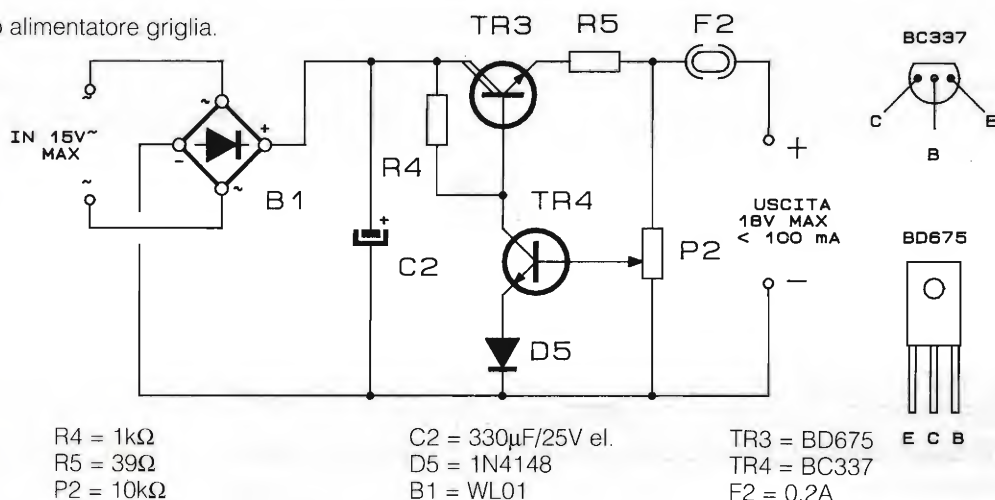 o alimentatore griglia.
TR3
R5
F2
BC337
C
B
E
IN 15V~
MAX
~
~
~
+
-
~
B1
R4
+
C2
TR4
D5
P2
+
USCITA
18V MAX
< 100 mA
-
BD675
E C B
R4 = 1kΩ
R5 = 39Ω
P2 = 10kΩ
C2 = 330µF/25V el.
D5 = 1N4148
B1 = WL01
TR3 = BD675
TR4 = BC337
F2 = 0.2A